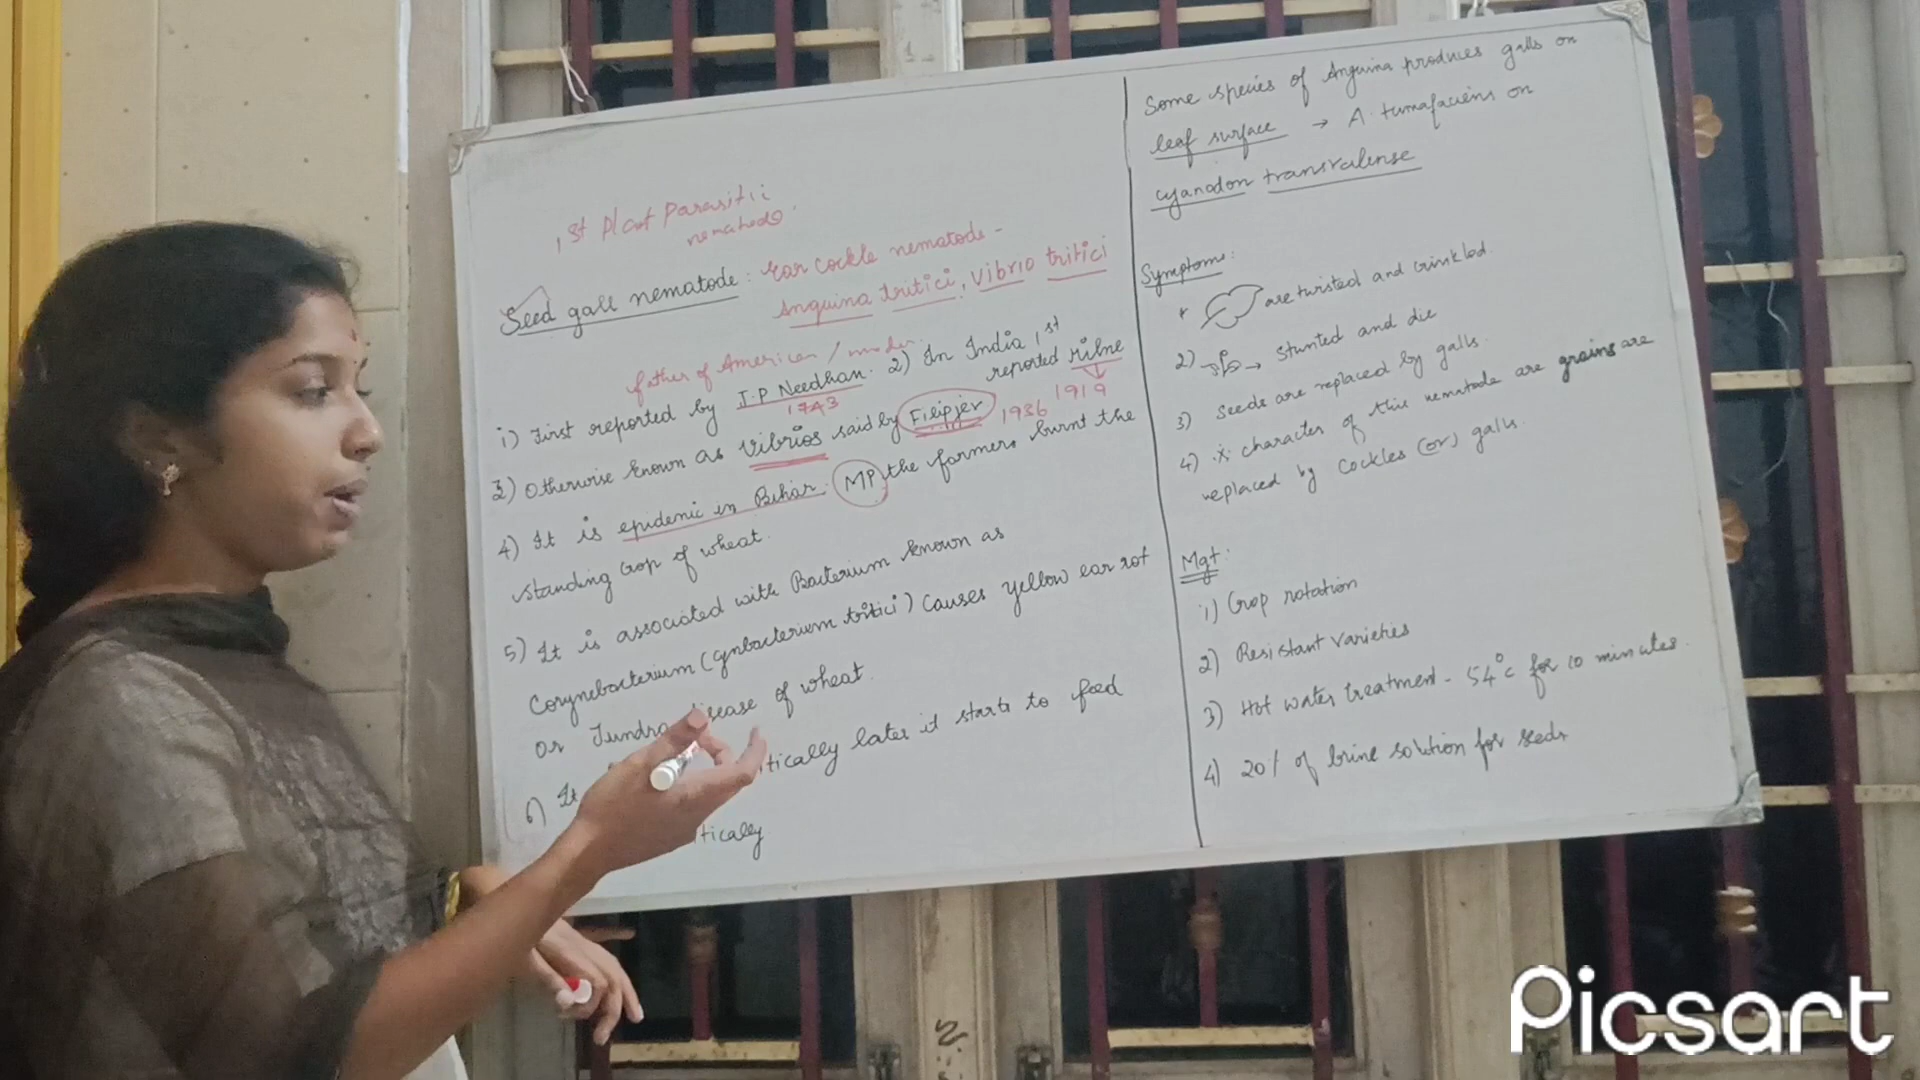 1st Plant Parasitic
nematode.
Seed gall nematode: Ear cockle nematode -
Anguina tritici, Vibrio tritici
father of American /
1) First reported by J.P Needham. 2) In India, 1st
reported Milne
1743
1919
3) Otherwise known as Vibrios said by Filipjev 1936
4) It is epidemic in Bihar. MP, the farmers burnt the
standing crop of wheat.
5) It is associated with Bacterium known as
Corynebacterium (Cynbacterium tritici) causes yellow ear rot
or Tundra disease of wheat.
6) It itically later it starts to feed
itically
Some species of Anguina produces galls on
leaf surface → A. tumafaciens on
cyanodon transvalense
Symptoms:
* are twisted and crinkled.
2) → stunted and die
3) Seeds are replaced by galls.
4) * character of this nematode are grains are
replaced by Cockles (or) galls.
Mgt:
1) Crop rotation
2) Resistant varieties
3) Hot water treatment - 54°c for 10 minutes.
4) 20% of brine solution for seeds
Picsart